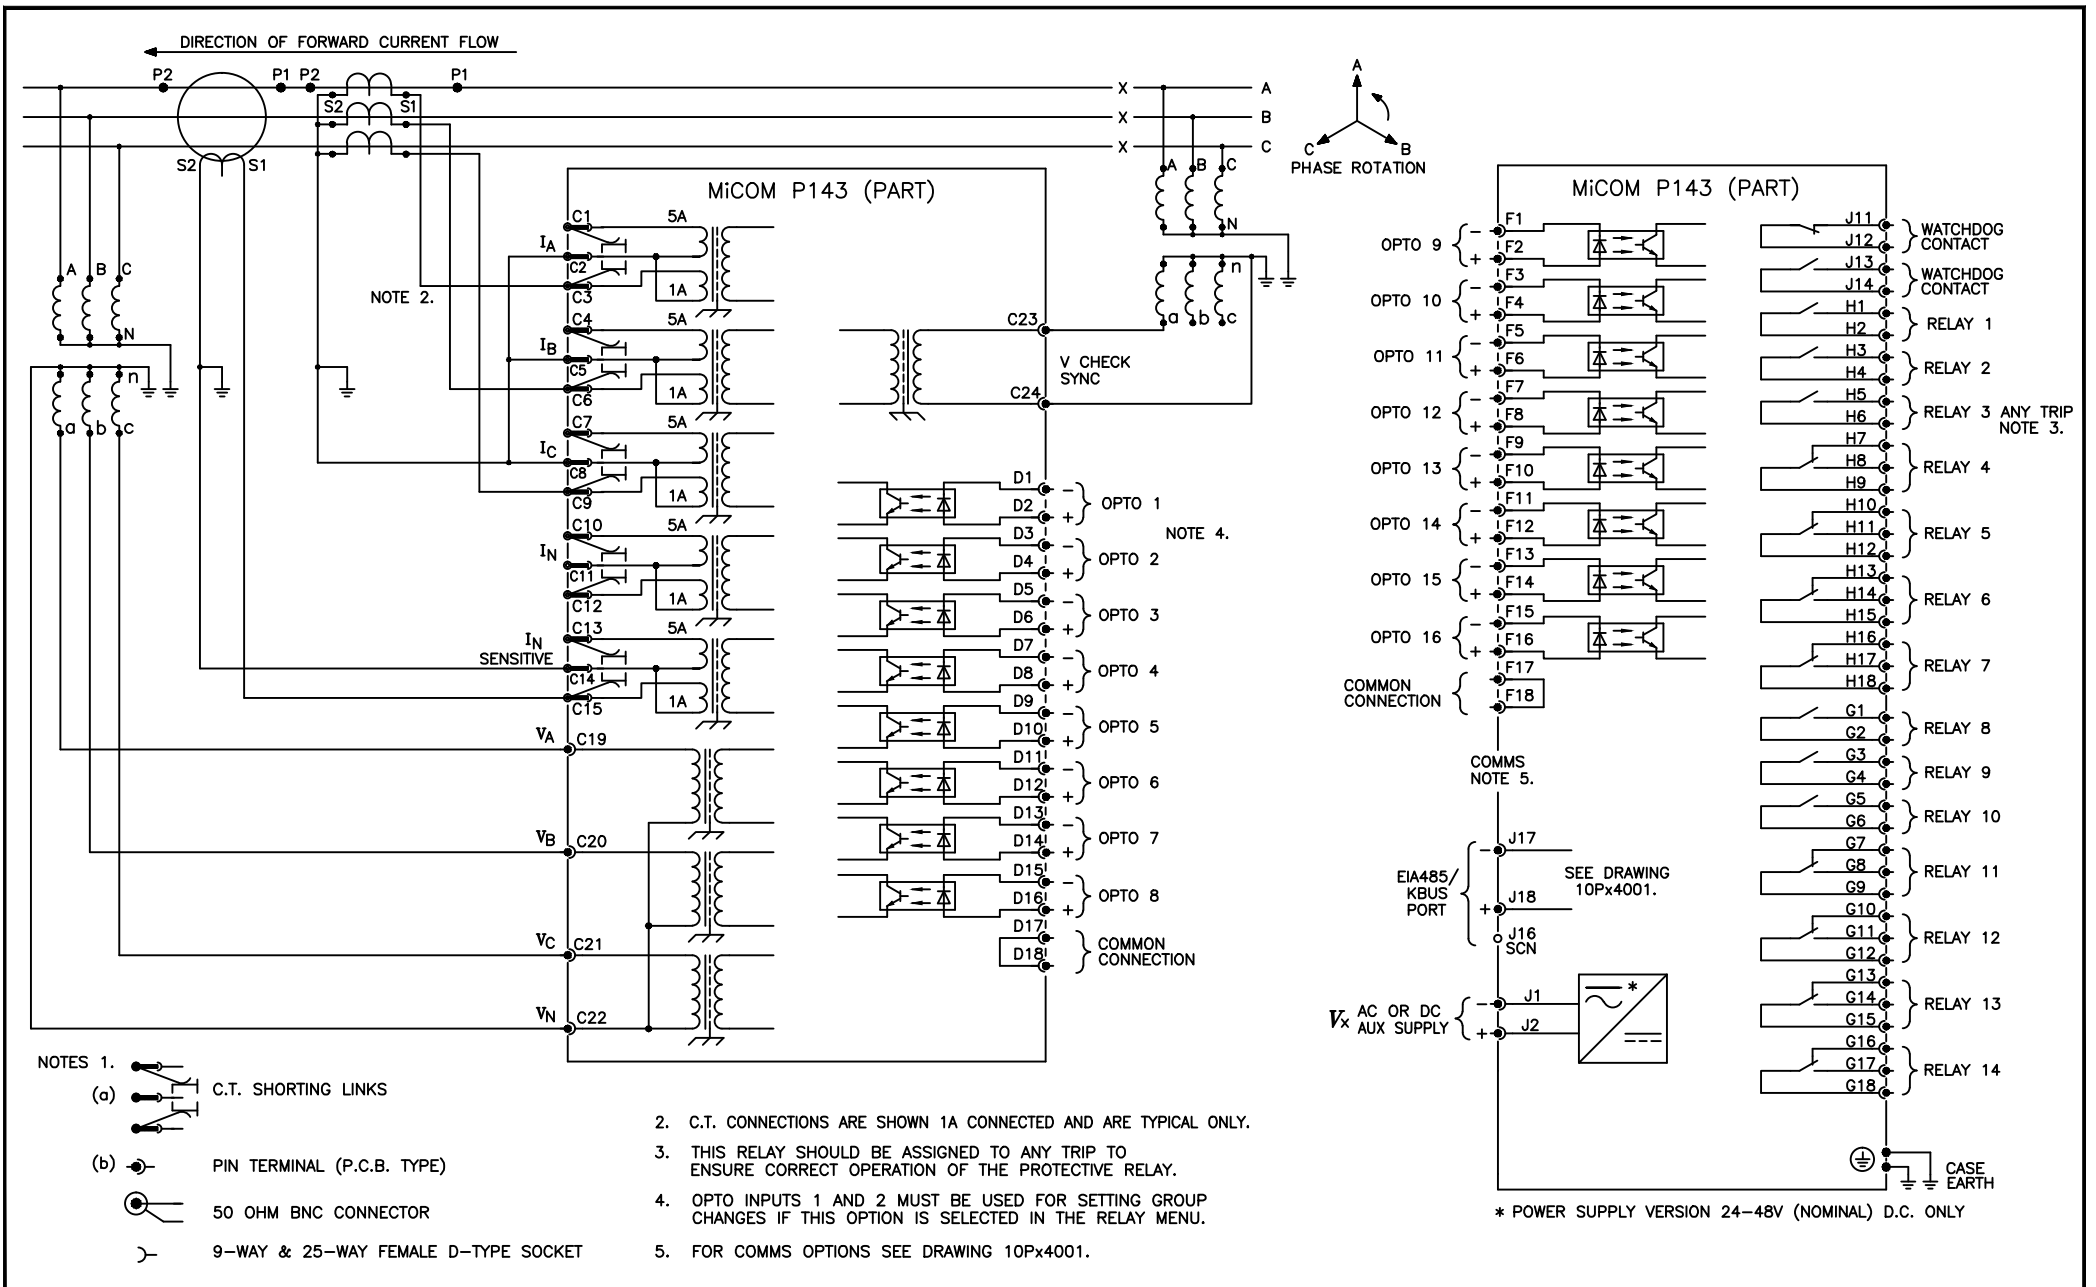 DIRECTION OF FORWARD CURRENT FLOW
P2
P1 P2
P1
S2
S1
S2
S1
X
A
X
B
X
C
A
C
B
PHASE ROTATION
A B C
N
n
a b c
A B C
N
n
a b c
NOTE 2.
MiCOM P143 (PART)
C1
5A
IA
C2
C3
1A
C4
5A
IB
C5
C6
1A
C7
5A
IC
C8
C9
1A
C10
5A
IN
C11
C12
1A
C13
5A
IN
SENSITIVE
C14
C15
1A
VA
C19
VB
C20
VC
C21
VN
C22
C23
V CHECK
SYNC
C24
D1
−
D2
+
OPTO 1
NOTE 4.
D3
−
D4
+
OPTO 2
D5
−
D6
+
OPTO 3
D7
−
D8
+
OPTO 4
D9
−
D10
+
OPTO 5
D11
−
D12
+
OPTO 6
D13
−
D14
+
OPTO 7
D15
−
D16
+
OPTO 8
D17
D18
COMMON
CONNECTION
MiCOM P143 (PART)
OPTO 9
−
F1
+
F2
OPTO 10
−
F3
+
F4
OPTO 11
−
F5
+
F6
OPTO 12
−
F7
+
F8
OPTO 13
−
F9
+
F10
OPTO 14
−
F11
+
F12
OPTO 15
−
F13
+
F14
OPTO 16
−
F15
+
F16
F17
F18
COMMON
CONNECTION
COMMS
NOTE 5.
EIA485/
KBUS
PORT
−
J17
+
J18
J16
SCN
SEE DRAWING
10Px4001.
Vx
AC OR DC
AUX SUPPLY
−
J1
+
J2
*
J11
J12
WATCHDOG
CONTACT
J13
J14
WATCHDOG
CONTACT
H1
H2
RELAY 1
H3
H4
RELAY 2
H5
H6
RELAY 3 ANY TRIP
NOTE 3.
H7
H8
H9
RELAY 4
H10
H11
H12
RELAY 5
H13
H14
H15
RELAY 6
H16
H17
H18
RELAY 7
G1
G2
RELAY 8
G3
G4
RELAY 9
G5
G6
RELAY 10
G7
G8
G9
RELAY 11
G10
G11
G12
RELAY 12
G13
G14
G15
RELAY 13
G16
G17
G18
RELAY 14
CASE
EARTH
* POWER SUPPLY VERSION 24−48V (NOMINAL) D.C. ONLY
NOTES 1.
(a)
C.T. SHORTING LINKS
(b)
PIN TERMINAL (P.C.B. TYPE)
50 OHM BNC CONNECTOR
9−WAY & 25−WAY FEMALE D−TYPE SOCKET
2. C.T. CONNECTIONS ARE SHOWN 1A CONNECTED AND ARE TYPICAL ONLY.
3. THIS RELAY SHOULD BE ASSIGNED TO ANY TRIP TO
ENSURE CORRECT OPERATION OF THE PROTECTIVE RELAY.
4. OPTO INPUTS 1 AND 2 MUST BE USED FOR SETTING GROUP
CHANGES IF THIS OPTION IS SELECTED IN THE RELAY MENU.
5. FOR COMMS OPTIONS SEE DRAWING 10Px4001.